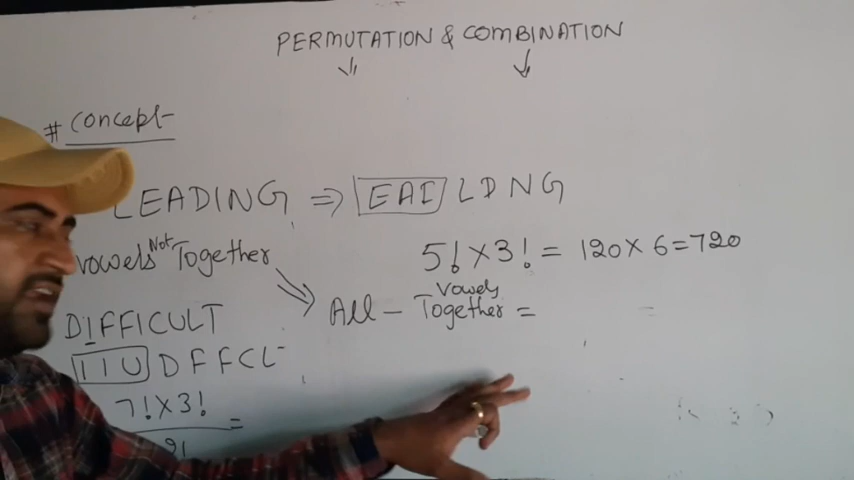 PERMUTATION & COMBINATION
# Concept-
LEADING => EAI LDNG
5! × 3! = 120 × 6 = 720
Vowels Not Together
All - Vowels Together =
DIFFICULT
IIU DFFCL
7! × 3!
=